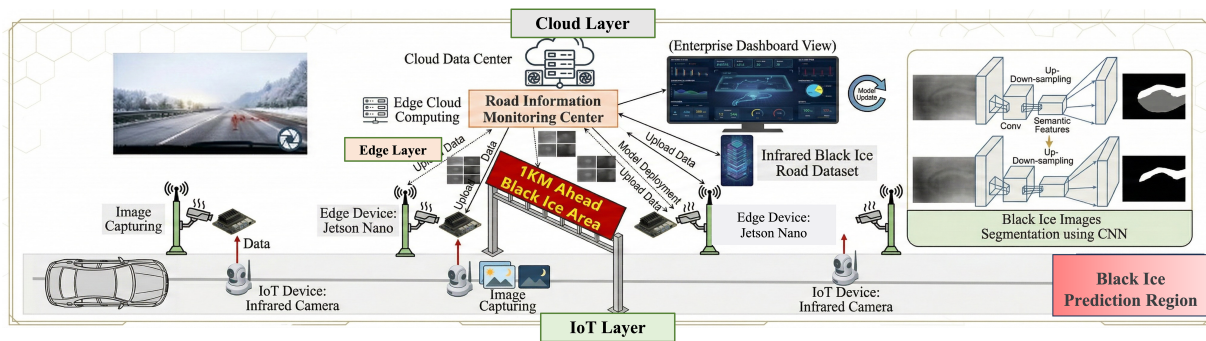 Cloud Layer
Cloud Data Center
(Enterprise Dashboard View)
Model
Update
Edge Cloud
Computing
Road Information
Monitoring Center
Edge Layer
Upload Data
Upload Data
Model Deployment
Upload Data
Upload Data
Infrared Black Ice
Road Dataset
1KM Ahead
Black Ice Area
Image
Capturing
Data
Edge Device:
Jetson Nano
Edge Device:
Jetson Nano
IoT Device:
Infrared Camera
Image
Capturing
IoT Device:
Infrared Camera
Up-
Down-sampling
Conv
Semantic
Features
Up-
Down-sampling
Black Ice Images
Segmentation using CNN
Black Ice
Prediction Region
IoT Layer